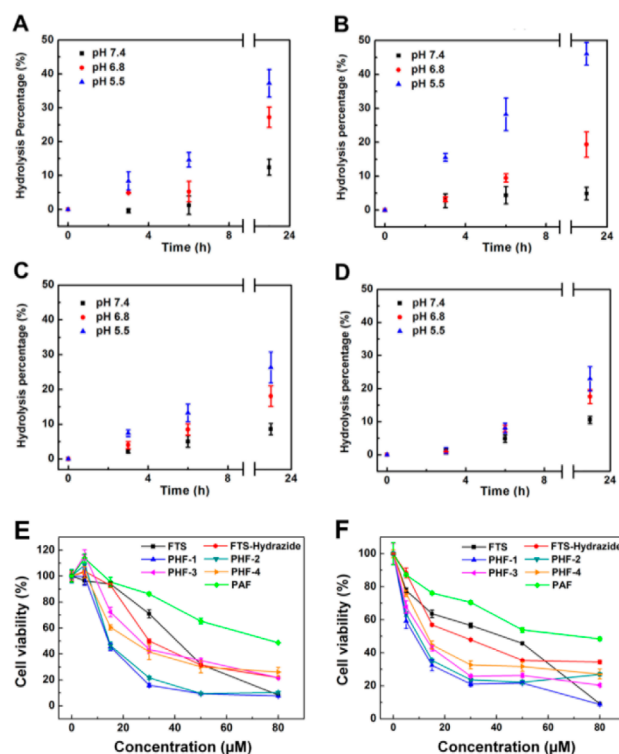 A
Hydrolysis Percentage (%)
50
40
30
20
10
0
pH 7.4
pH 6.8
pH 5.5
0 4 8 24
Time (h)
B
Hydrolysis Percentage (%)
50
40
30
20
10
0
pH 7.4
pH 6.8
pH 5.5
0 4 8 24
Time (h)
C
Hydrolysis percentage (%)
50
40
30
20
10
0
pH 7.4
pH 6.8
pH 5.5
0 4 8 24
Time (h)
D
Hydrolysis percentage (%)
50
40
30
20
10
0
pH 7.4
pH 6.8
pH 5.5
0 4 8 24
Time (h)
E
Cell viability (%)
120
100
80
60
40
20
0
FTS FTS-Hydrazide
PHF-1 PHF-2
PHF-3 PHF-4
PAF
0 20 40 60 80
Concentration (µM)
F
Cell viability (%)
100
80
60
40
20
0
FTS FTS-Hydrazide
PHF-1 PHF-2
PHF-3 PHF-4
PAF
0 20 40 60 80
Concentration (µM)